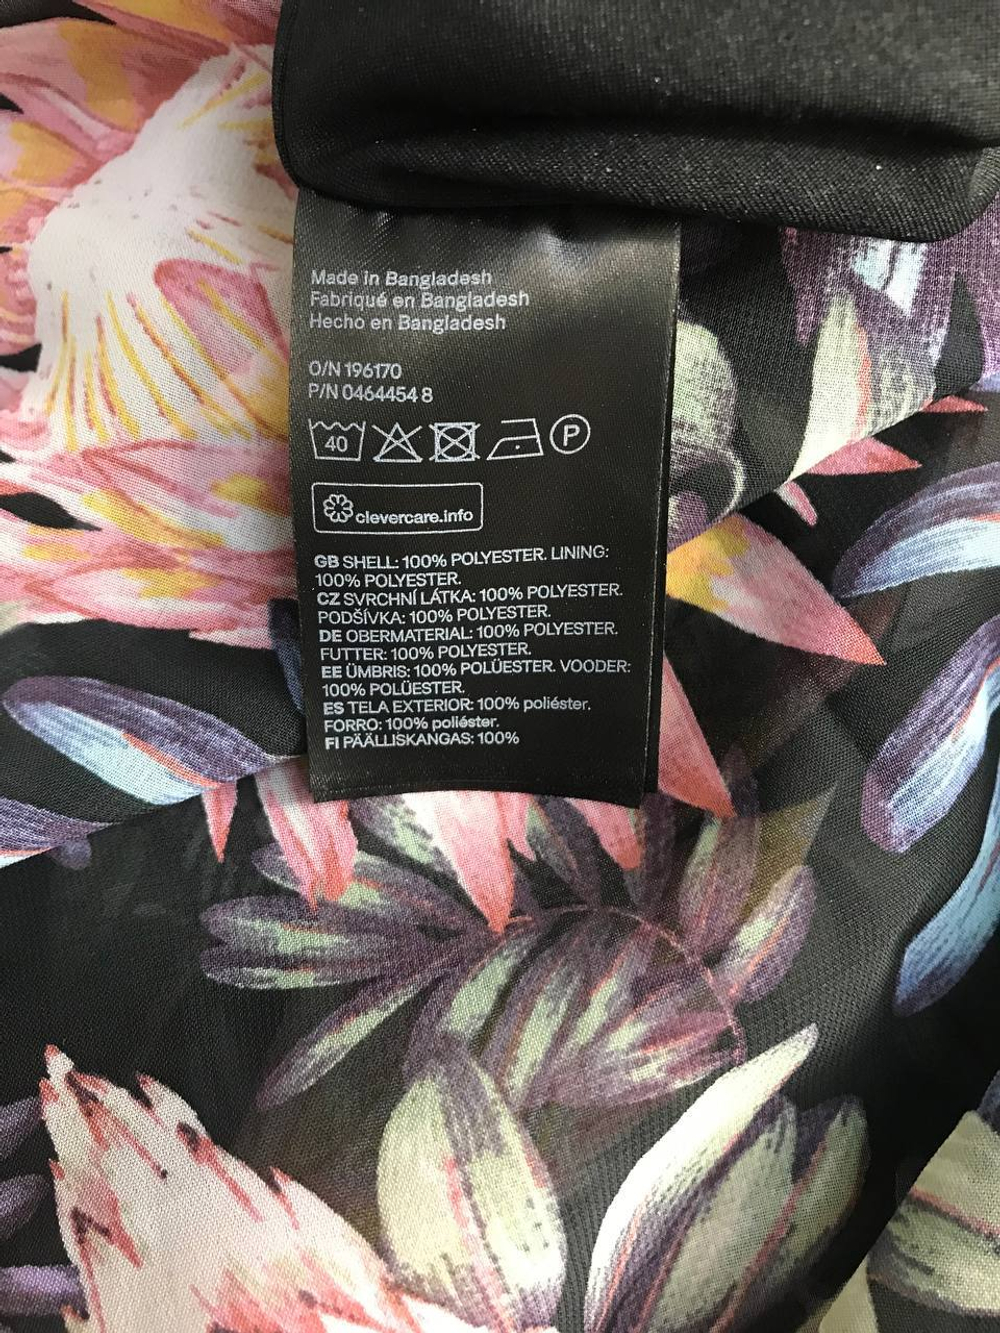 Made in Bangladesh
Fabriqué en Bangladesh
Hecho en Bangladesh
O/N 196170
P/N 0464454 8
40 P
clevercare.info
GB SHELL: 100% POLYESTER. LINING:
100% POLYESTER.
CZ SVRCHNÍ LÁTKA: 100% POLYESTER.
PODŠÍVKA: 100% POLYESTER.
DE OBERMATERIAL: 100% POLYESTER.
FUTTER: 100% POLYESTER.
EE ÜMBRIS: 100% POLÜESTER. VOODER:
100% POLÜESTER.
ES TELA EXTERIOR: 100% poliéster.
FORRO: 100% poliéster.
FI PÄÄLLISKANGAS: 100%